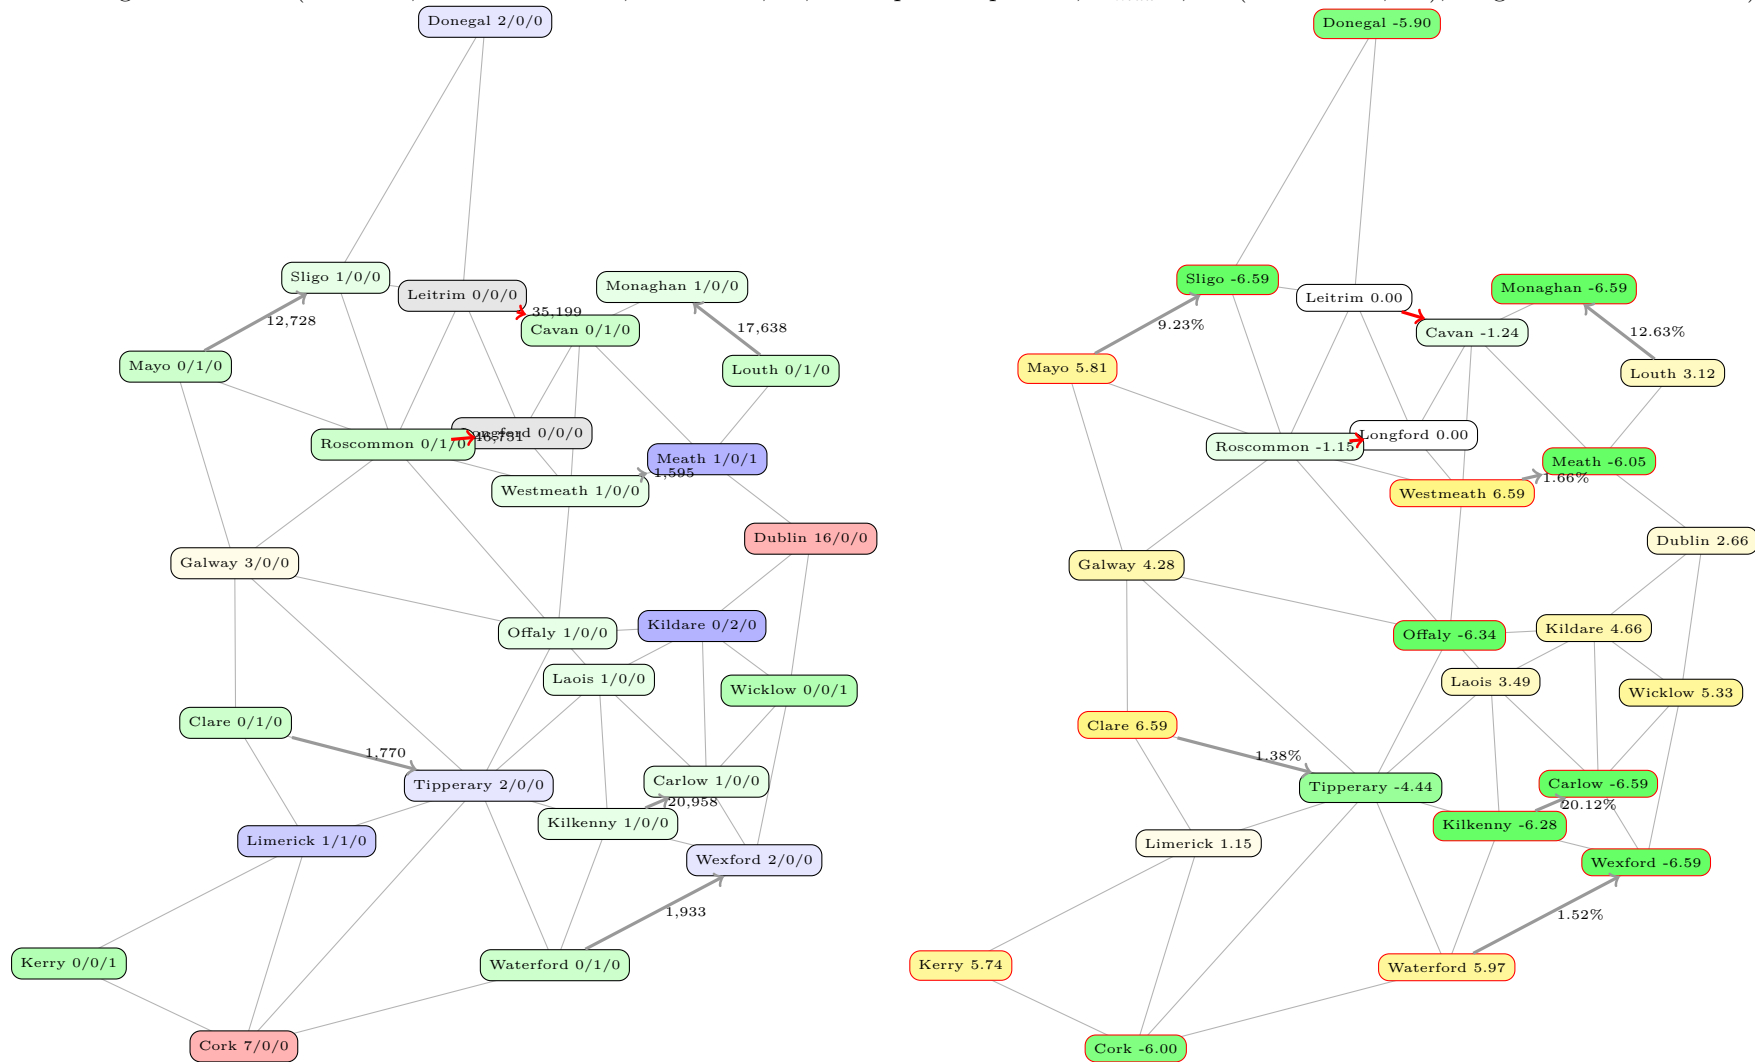 Donegal 2/0/0
Sligo 1/0/0
Leitrim 0/0/0
Monaghan 1/0/0
35,199
12,728
Cavan 0/1/0
17,638
Mayo 0/1/0
Louth 0/1/0
Longford 0/0/0
Roscommon 0/1/0
46,751
Meath 1/0/1
1,595
Westmeath 1/0/0
Dublin 16/0/0
Galway 3/0/0
Offaly 1/0/0
Kildare 0/2/0
Laois 1/0/0
Wicklow 0/0/1
Clare 0/1/0
1,770
Tipperary 2/0/0
Carlow 1/0/0
20,958
Kilkenny 1/0/0
Limerick 1/1/0
Wexford 2/0/0
1,933
Kerry 0/0/1
Waterford 0/1/0
Cork 7/0/0
Donegal -5.90
Sligo -6.59
Leitrim 0.00
Monaghan -6.59
9.23%
Cavan -1.24
12.63%
Mayo 5.81
Louth 3.12
Longford 0.00
Roscommon -1.15
Meath -6.05
1.66%
Westmeath 6.59
Dublin 2.66
Galway 4.28
Offaly -6.34
Kildare 4.66
Laois 3.49
Wicklow 5.33
Clare 6.59
1.38%
Tipperary -4.44
Carlow -6.59
20.12%
Kilkenny -6.28
Limerick 1.15
Wexford -6.59
1.52%
Kerry 5.74
Waterford 5.97
Cork -6.00